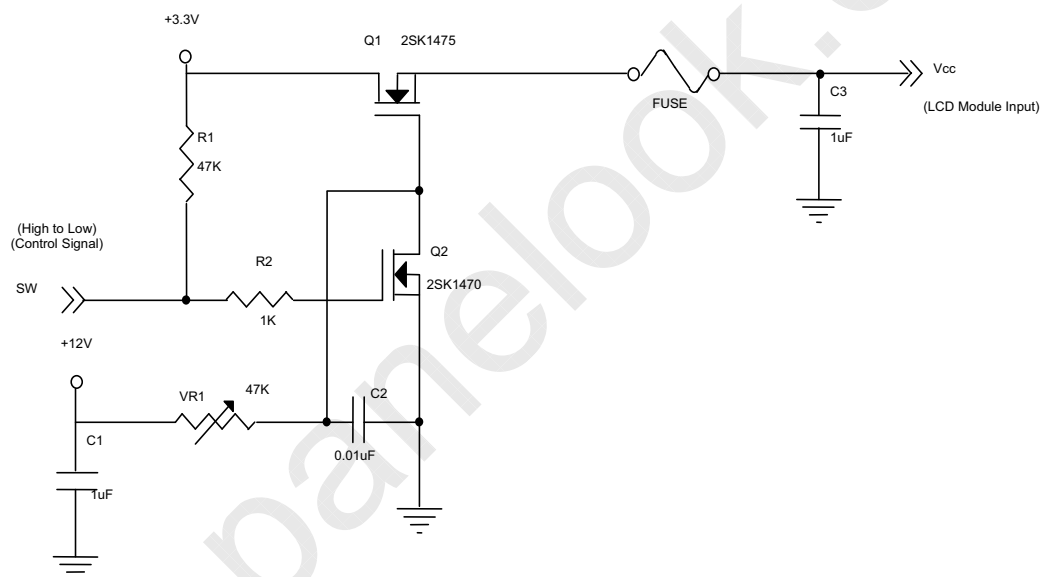 +3.3V
Q1 2SK1475
Vcc
FUSE
C3
(LCD Module Input)
1uF
R1
47K
(High to Low)
(Control Signal)
Q2
R2
2SK1470
SW
1K
+12V
VR1
47K
C2
C1
0.01uF
1uF
panelook.